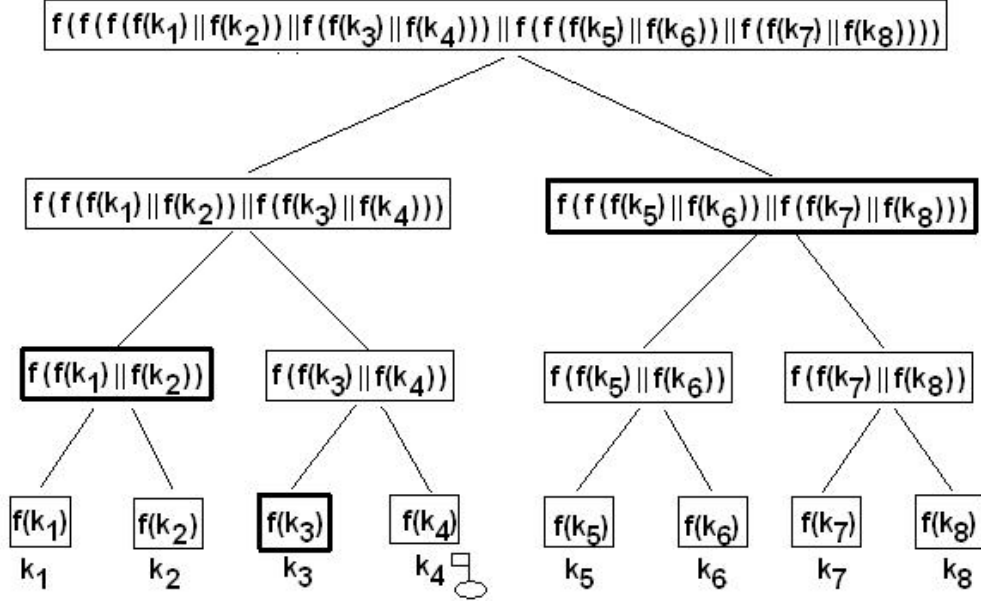 f ( f ( f ( f(k₁) || f(k₂)) || f (f(k₃) || f(k₄))) || f ( f ( f(k₅) || f(k₆)) || f ( f(k₇) || f(k₈))))
f ( f ( f(k₁) || f(k₂)) || f ( f(k₃) || f(k₄))) f ( f ( f(k₅) || f(k₆)) || f ( f(k₇) || f(k₈)))
f ( f(k₁) || f(k₂)) f ( f(k₃) || f(k₄)) f ( f(k₅) || f(k₆)) f ( f(k₇) || f(k₈))
f(k₁) f(k₂) f(k₃) f(k₄) f(k₅) f(k₆) f(k₇) f(k₈)
k₁ k₂ k₃ k₄ k₅ k₆ k₇ k₈